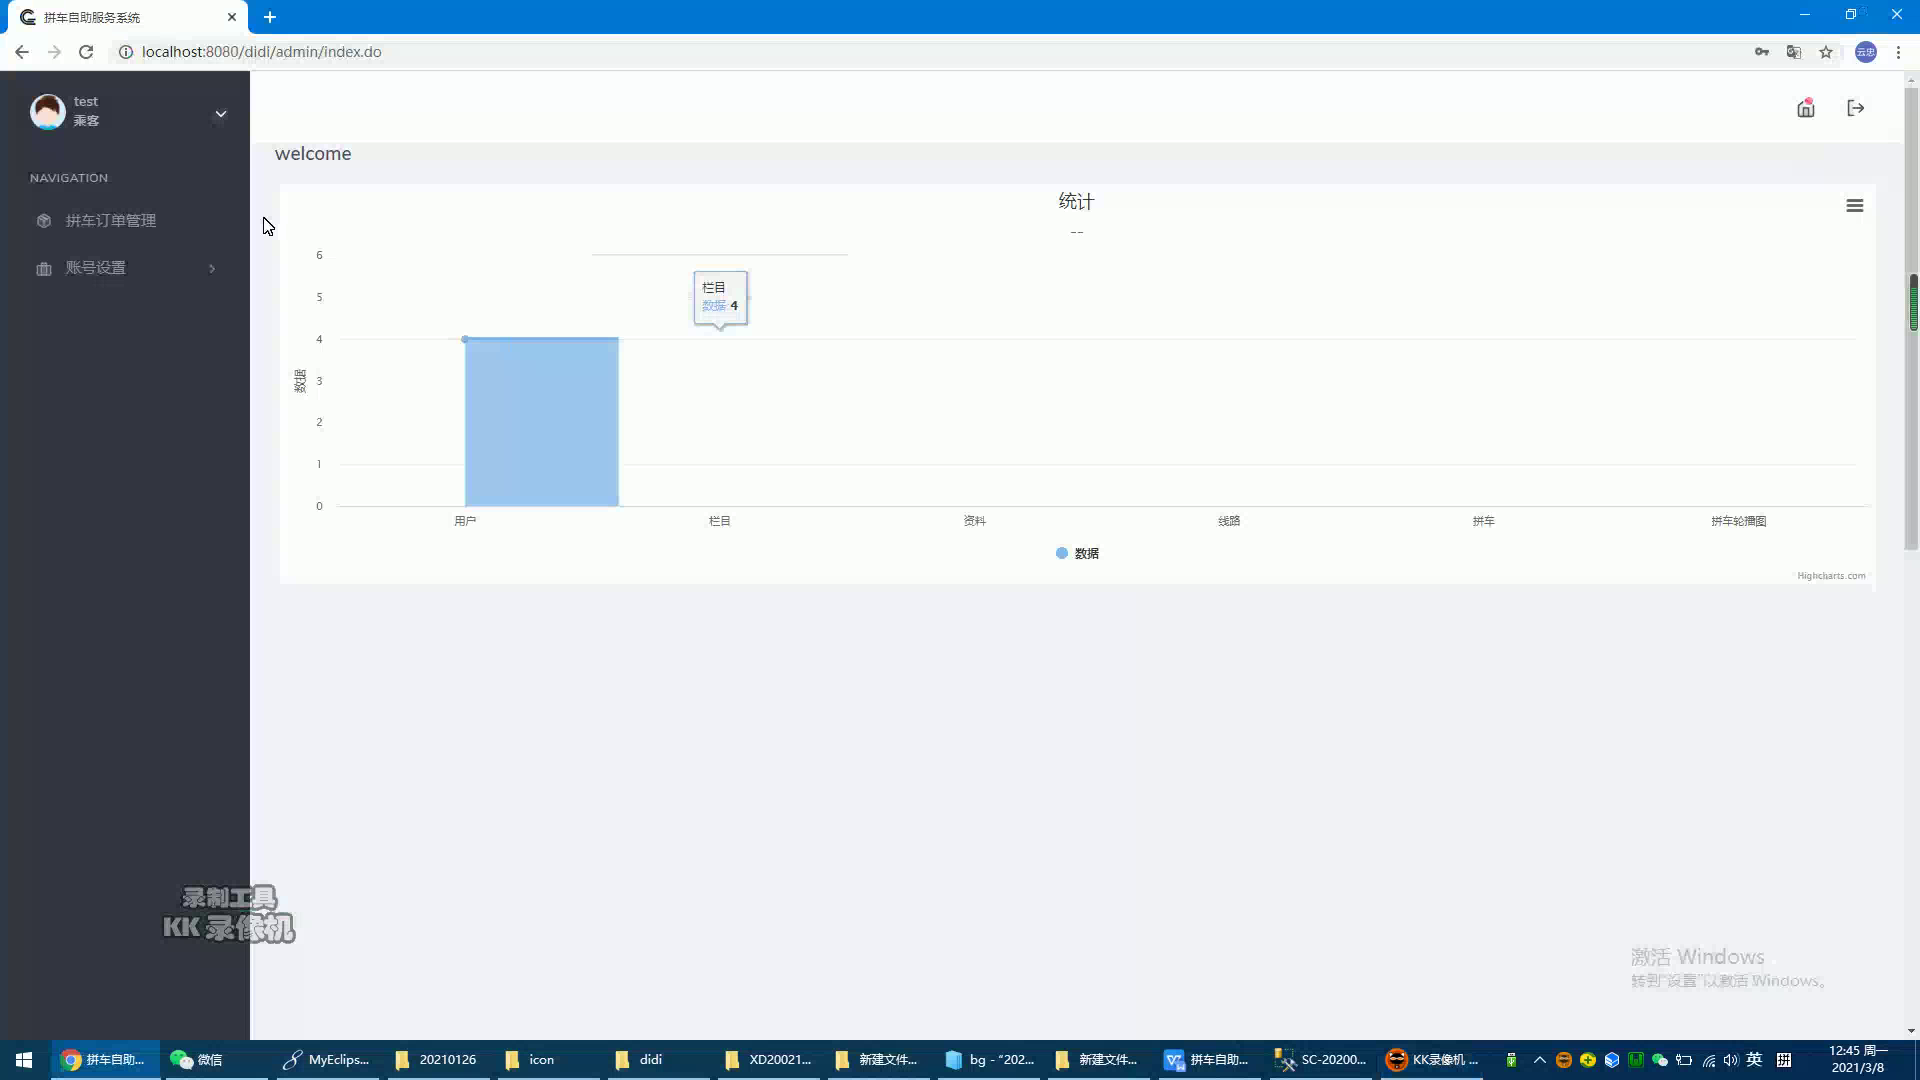 拼车自助服务系统
localhost:8080/didi/admin/index.do
云忠
test
乘客
NAVIGATION
拼车订单管理
账号设置
welcome
统计
--
6
5
4
3
2
1
0
数据
栏目
数据 4
用户
栏目
资料
线路
拼车
拼车轮播图
数据
Highcharts.com
录制工具
KK 录像机
激活 Windows
转到“设置”以激活 Windows。
拼车自助...
微信
MyEclips...
20210126
icon
didi
XD20021...
新建文件...
bg - “202...
新建文件...
拼车自助...
SC-20200...
KK录像机 ...
英
拼
12:45 周一
2021/3/8